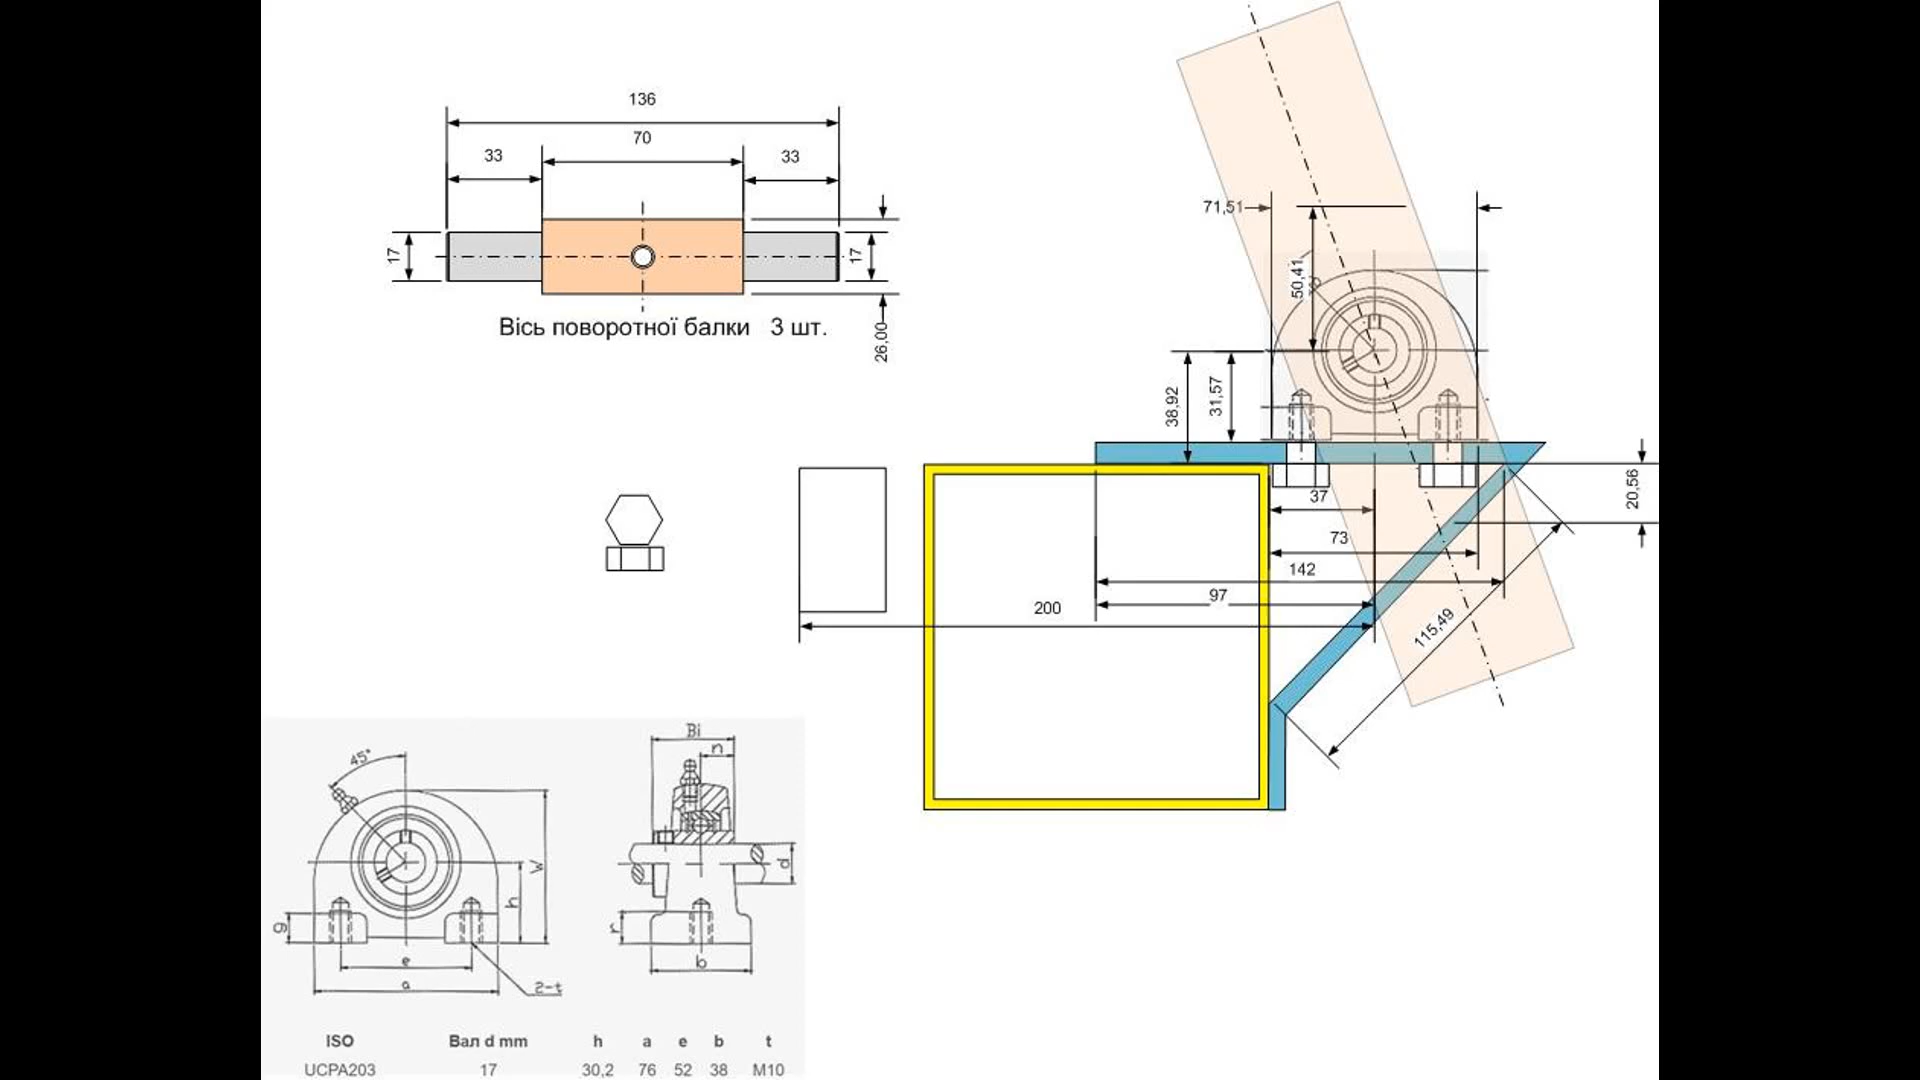 136
70
33
33
17
17
26,00
Вісь поворотної балки 3 шт.
71,51
50,41
38,92
31,57
20,56
37
73
142
97
200
115,49
45°
W
h
g
e
a
2-t
Bi
n
d
r
b
ISO Вал d mm h a e b t
UCPA203 17 30,2 76 52 38 M10